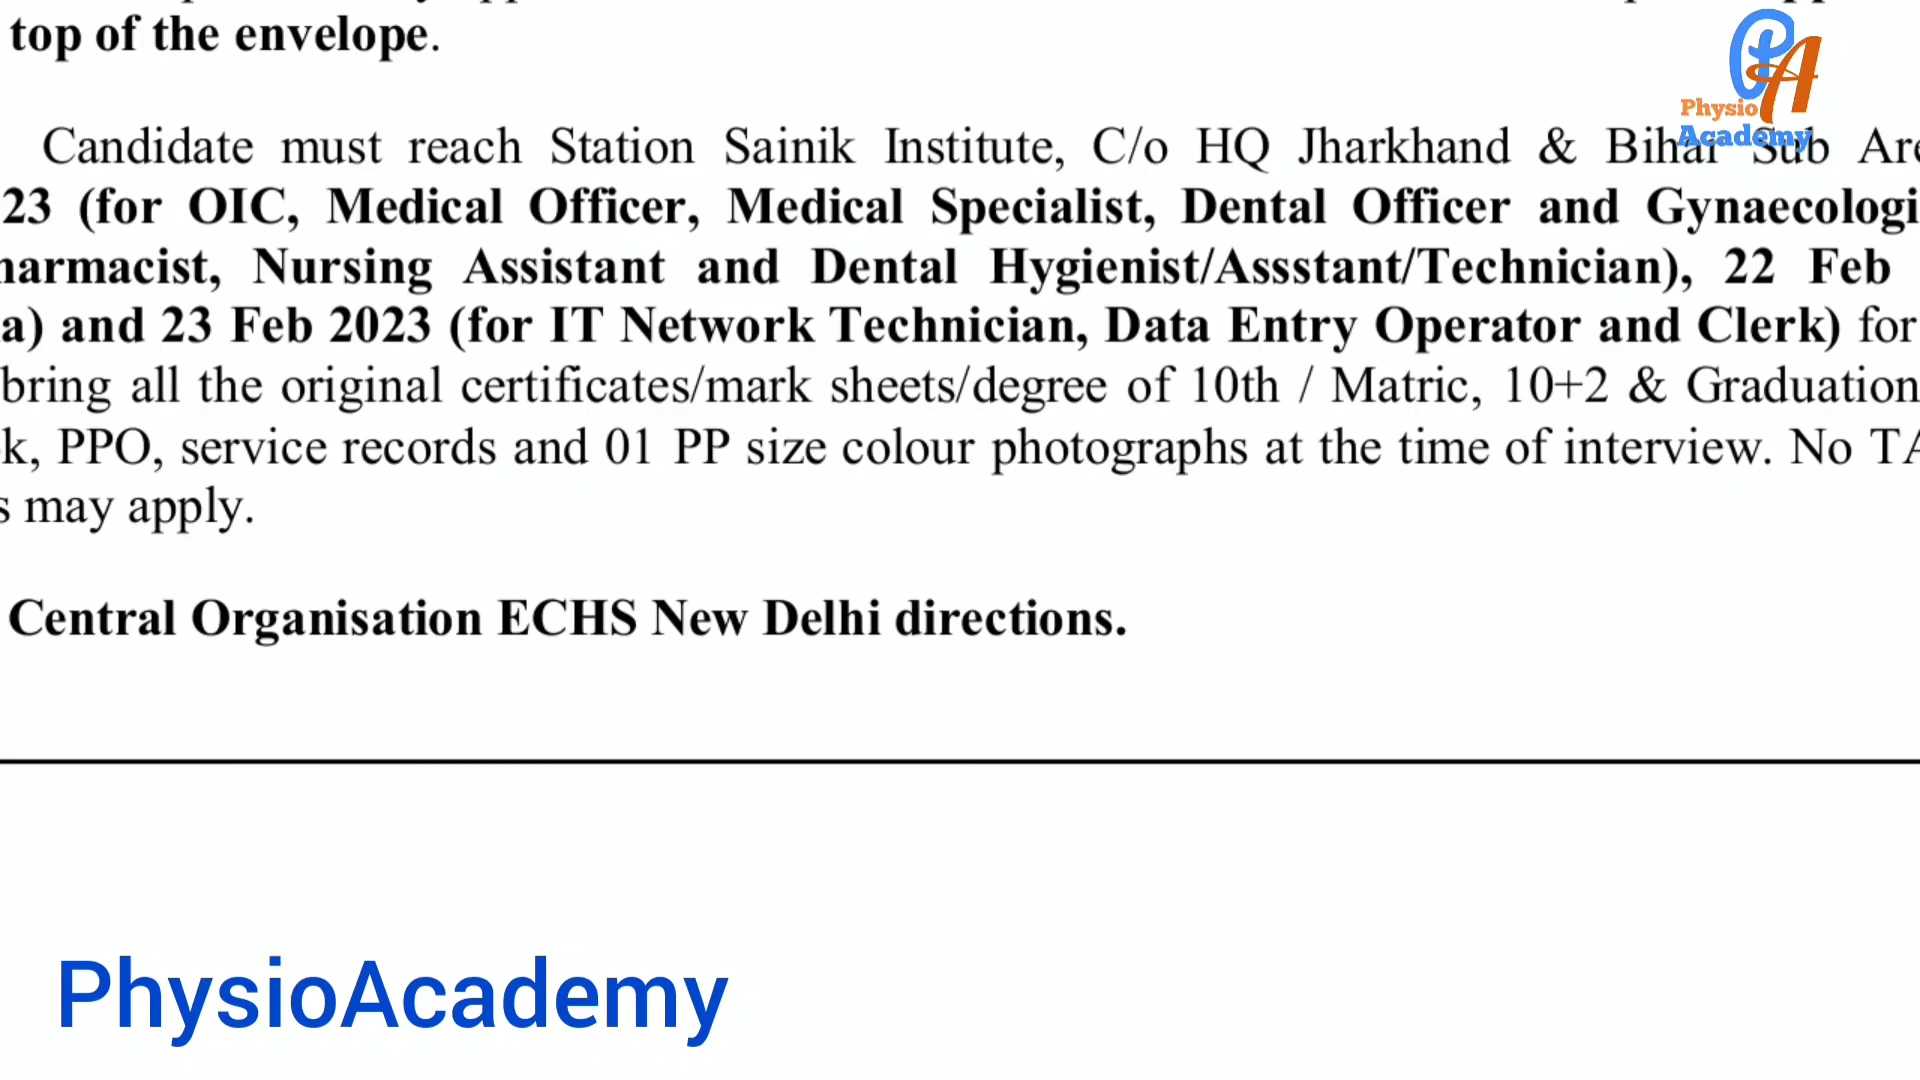 top of the envelope.
Physio
Academy
Candidate must reach Station Sainik Institute, C/o HQ Jharkhand & Bihar Sub
23 (for OIC, Medical Officer, Medical Specialist, Dental Officer and
Nursing Assistant and Dental Hygienist/Assstant/Technician), 22 Feb
a) and 23 Feb 2023 (for IT Network Technician, Data Entry Operator and Clerk) for
bring all the original certificates/mark sheets/degree of 10th / Matric, 10+2 & Graduation
k, PPO, service records and 01 PP size colour photographs at the time of interview. No
s may apply.
Central Organisation ECHS New Delhi directions.
PhysioAcademy